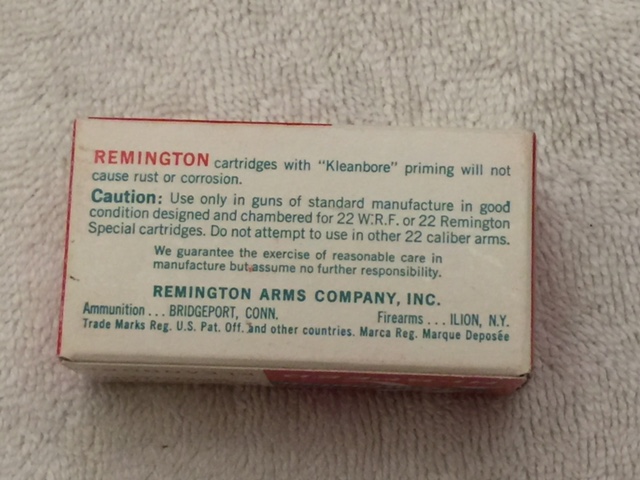 REMINGTON cartridges with "Kleanbore" priming will not
cause rust or corrosion.
Caution: Use only in guns of standard manufacture in good
condition designed and chambered for 22 W.R.F. or 22 Remington
Special cartridges. Do not attempt to use in other 22 caliber arms.
We guarantee the exercise of reasonable care in
manufacture but assume no further responsibility.
REMINGTON ARMS COMPANY, INC.
Ammunition . . . BRIDGEPORT, CONN. Firearms . . . ILION, N.Y.
Trade Marks Reg. U.S. Pat. Off. and other countries. Marca Reg. Marque Deposée